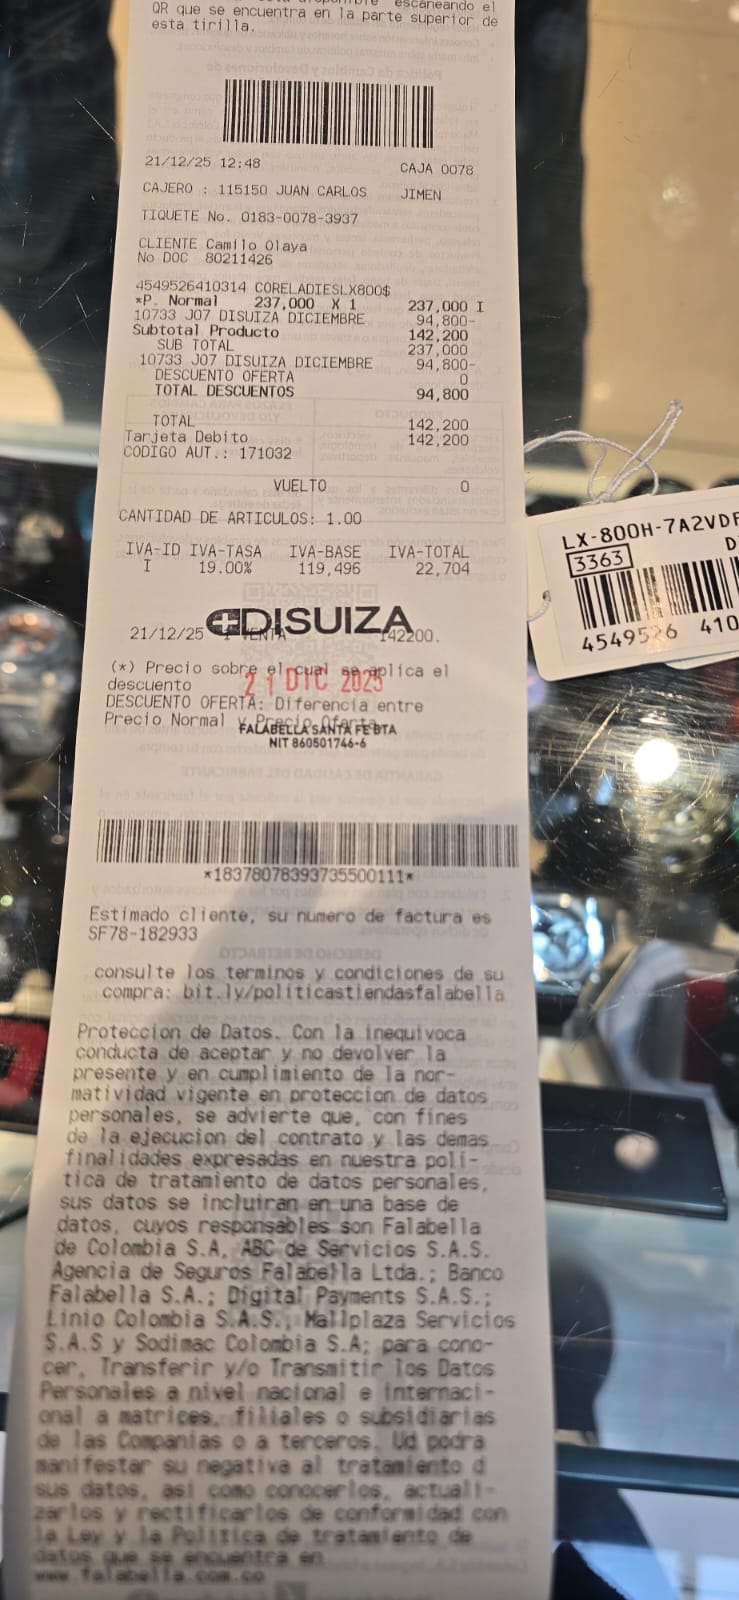 escaneando el
QR que se encuentra en la parte superior de
esta tirilla.
21/12/25 12:48 CAJA 0078
CAJERO : 115150 JUAN CARLOS JIMEN
TIQUETE No. 0183-0078-3937
CLIENTE Camilo Olaya
No DOC 80211426
4549526410314 CORELADIESLX800$
*P. Normal 237,000 X 1 237,000 I
10733 J07 DISUIZA DICIEMBRE 94,800-
Subtotal Producto 142,200
SUB TOTAL 237,000
10733 J07 DISUIZA DICIEMBRE 94,800-
DESCUENTO OFERTA 0
TOTAL DESCUENTOS 94,800
TOTAL 142,200
Tarjeta Debito 142,200
CODIGO AUT.: 171032
VUELTO 0
CANTIDAD DE ARTICULOS: 1.00
IVA-ID IVA-TASA IVA-BASE IVA-TOTAL
I 19.00% 119,496 22,704
DISUIZA
21/12/25 VENTA 142200.
(*) Precio sobre el cual se aplica el
descuento
21 DIC 2025
DESCUENTO OFERTA: Diferencia entre
Precio Normal y Precio Oferta.
FALABELLA SANTA FE BTA
NIT 860501746-6
*18378078393735500111*
Estimado cliente, su numero de factura es
SF78-182933
consulte los terminos y condiciones de su
compra: bit.ly/politicastiendasfalabella
Proteccion de Datos. Con la inequivoca
conducta de aceptar y no devolver la
presente y en cumplimiento de la nor-
matividad vigente en proteccion de datos
personales, se advierte que, con fines
de la ejecucion del contrato y las demas
finalidades expresadas en nuestra poli-
tica de tratamiento de datos personales,
sus datos se incluiran en una base de
datos, cuyos responsables son Falabella
de Colombia S.A, ABC de Servicios S.A.S.
Agencia de Seguros Falabella Ltda.; Banco
Falabella S.A.; Digital Payments S.A.S.;
Linio Colombia S.A.S., Mallplaza Servicios
S.A.S y Sodimac Colombia S.A; para cono-
cer, Transferir y/o Transmitir los Datos
Personales a nivel nacional e internaci-
onal a matrices, filiales o subsidiarias
de las Companias o a terceros. Ud podra
manifestar su negativa al tratamiento d
sus datos, asi como conocerlos, actuali-
zarlos y rectificarlos de conformidad con
la Ley y la Politica de tratamiento de
datos que se encuentra en
www.falabella.com.co
LX-800H-7A2VDF
3363
4549526 410